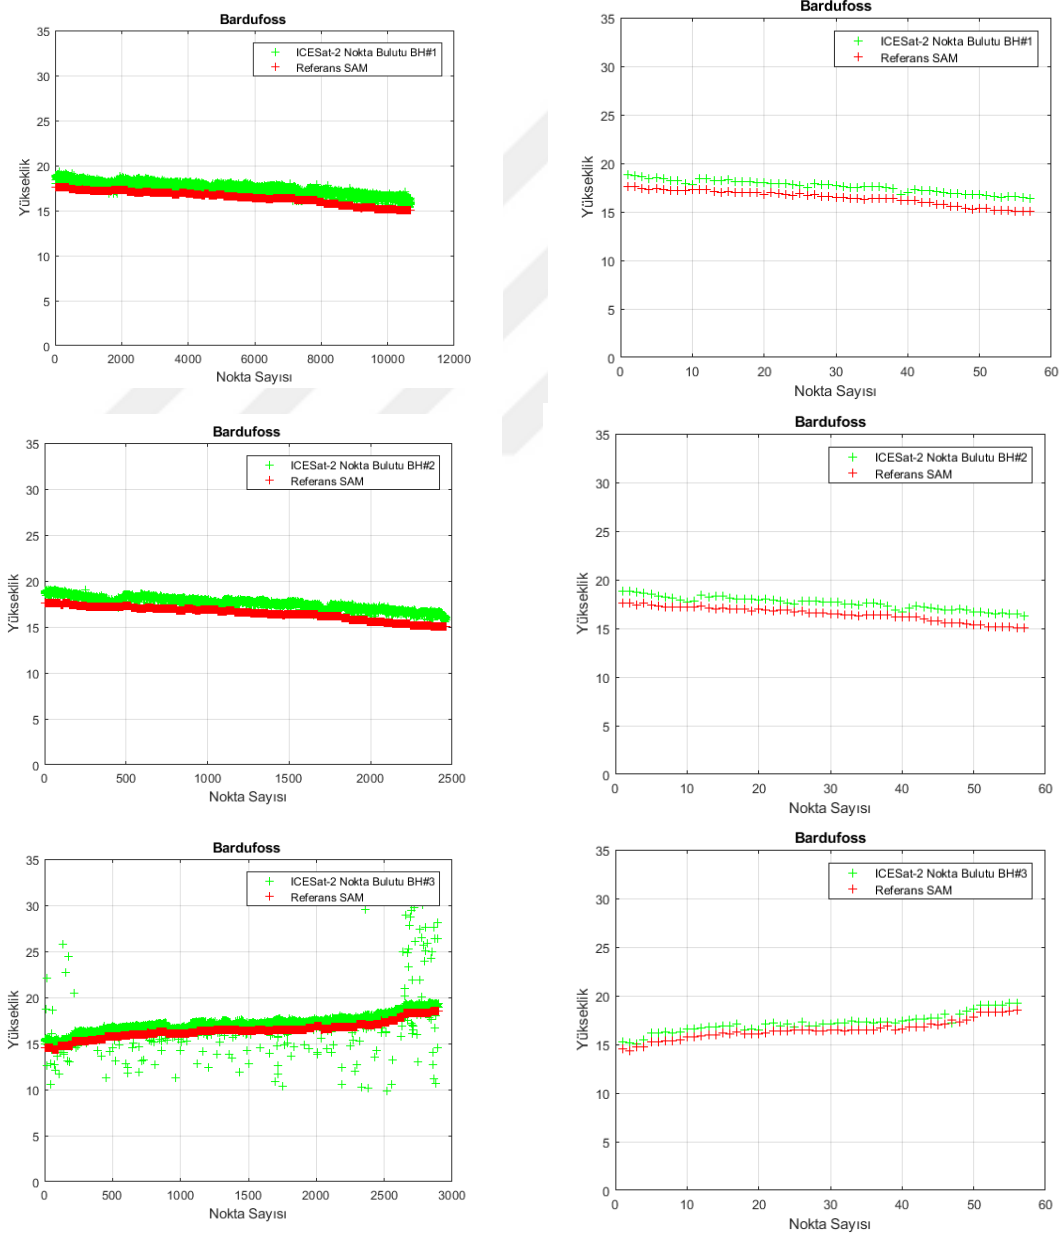 Bardufoss
ICESat-2 Nokta Bulutu BH#1
Referans SAM
Yükseklik
35
30
25
20
15
10
5
0
0 2000 4000 6000 8000 10000 12000
Nokta Sayısı
Bardufoss
ICESat-2 Nokta Bulutu BH#1
Referans SAM
Yükseklik
35
30
25
20
15
10
5
0
0 10 20 30 40 50 60
Nokta Sayısı
Bardufoss
ICESat-2 Nokta Bulutu BH#2
Referans SAM
Yükseklik
35
30
25
20
15
10
5
0
0 500 1000 1500 2000 2500
Nokta Sayısı
Bardufoss
ICESat-2 Nokta Bulutu BH#2
Referans SAM
Yükseklik
35
30
25
20
15
10
5
0
0 10 20 30 40 50 60
Nokta Sayısı
Bardufoss
ICESat-2 Nokta Bulutu BH#3
Referans SAM
Yükseklik
35
30
25
20
15
10
5
0
0 500 1000 1500 2000 2500 3000
Nokta Sayısı
Bardufoss
ICESat-2 Nokta Bulutu BH#3
Referans SAM
Yükseklik
35
30
25
20
15
10
5
0
0 10 20 30 40 50 60
Nokta Sayısı